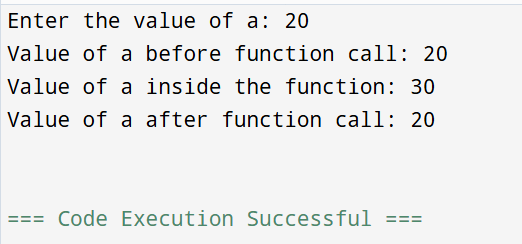 Enter the value of a: 20
Value of a before function call: 20
Value of a inside the function: 30
Value of a after function call: 20
=== Code Execution Successful ===